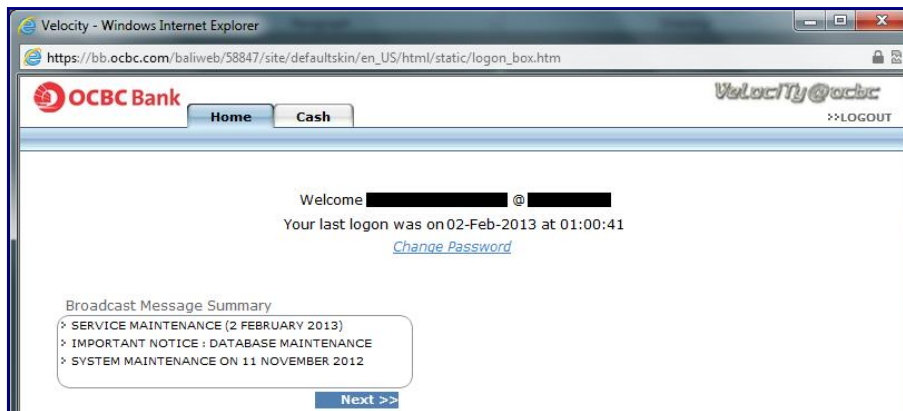 Velocity - Windows Internet Explorer
https://bb.ocbc.com/baliweb/58847/site/defaultskin/en_US/html/static/logon_box.htm
OCBC Bank
Velocity@ocbc
Home Cash
>>LOGOUT
Welcome @
Your last logon was on 02-Feb-2013 at 01:00:41
Change Password
Broadcast Message Summary
> SERVICE MAINTENANCE (2 FEBRUARY 2013)
> IMPORTANT NOTICE : DATABASE MAINTENANCE
> SYSTEM MAINTENANCE ON 11 NOVEMBER 2012
Next >>